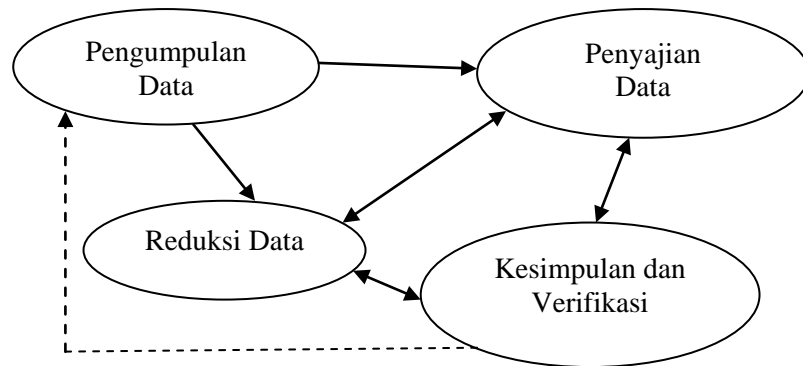 Pengumpulan
Data
Penyajian
Data
Reduksi Data
Kesimpulan dan
Verifikasi